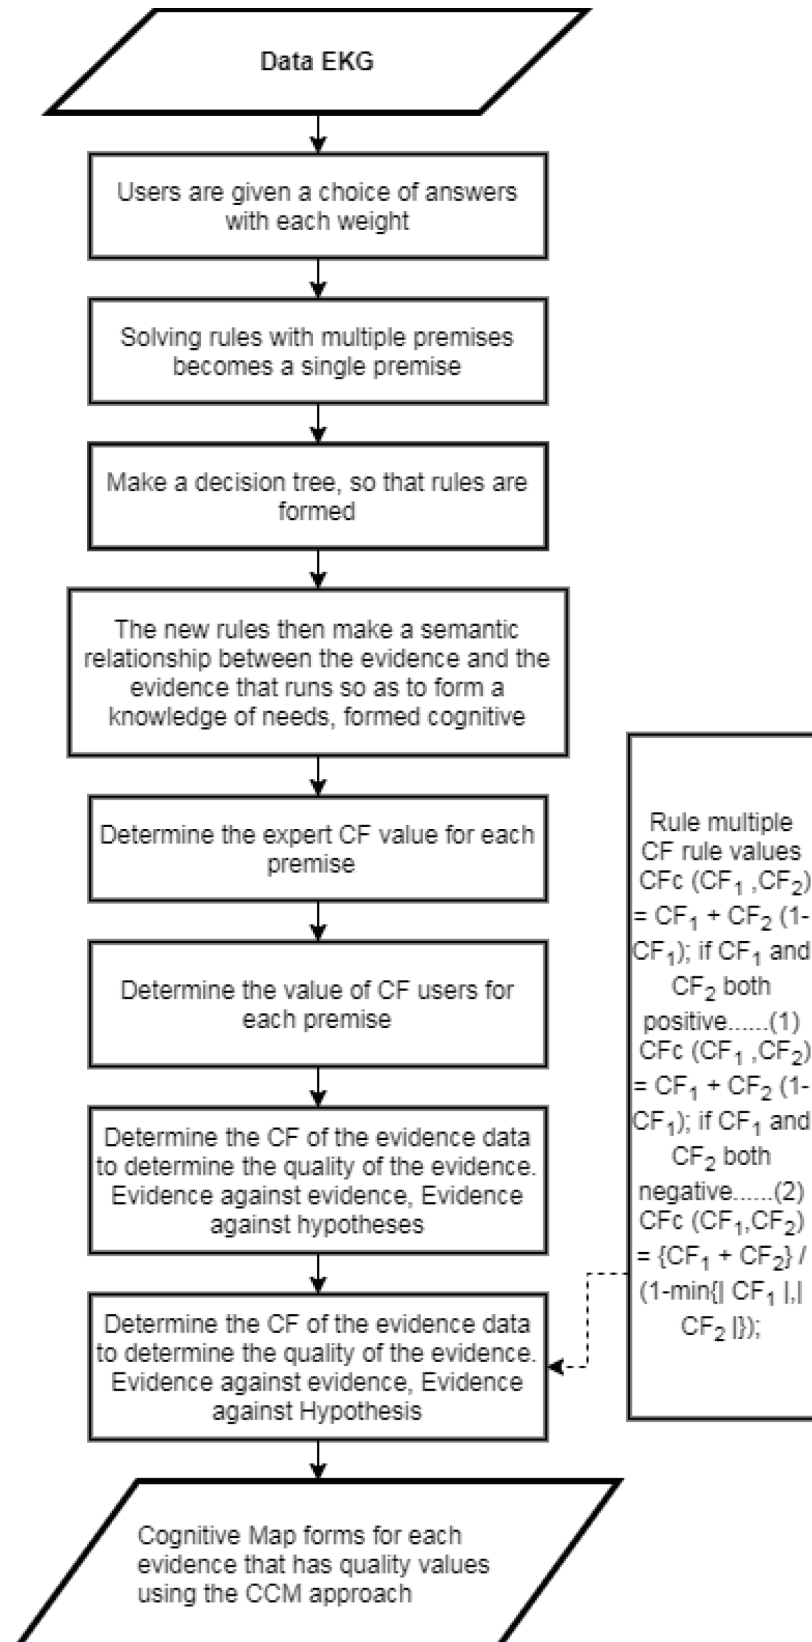 Data EKG
Users are given a choice of answers
with each weight
Solving rules with multiple premises
becomes a single premise
Make a decision tree, so that rules are
formed
The new rules then make a semantic
relationship between the evidence and the
evidence that runs so as to form a
knowledge of needs, formed cognitive
Determine the expert CF value for each
premise
Determine the value of CF users for
each premise
Determine the CF of the evidence data
to determine the quality of the evidence.
Evidence against evidence, Evidence
against hypotheses
Determine the CF of the evidence data
to determine the quality of the evidence.
Evidence against evidence, Evidence
against Hypothesis
Rule multiple
CF rule values
CFc (CF₁ ,CF₂)
= CF₁ + CF₂ (1-
CF₁); if CF₁ and
CF₂ both
positive......(1)
CFc (CF₁ ,CF₂)
= CF₁ + CF₂ (1-
CF₁); if CF₁ and
CF₂ both
negative......(2)
CFc (CF₁,CF₂)
= {CF₁ + CF₂} /
(1-min{| CF₁ |,|
CF₂ |});
Cognitive Map forms for each
evidence that has quality values
using the CCM approach